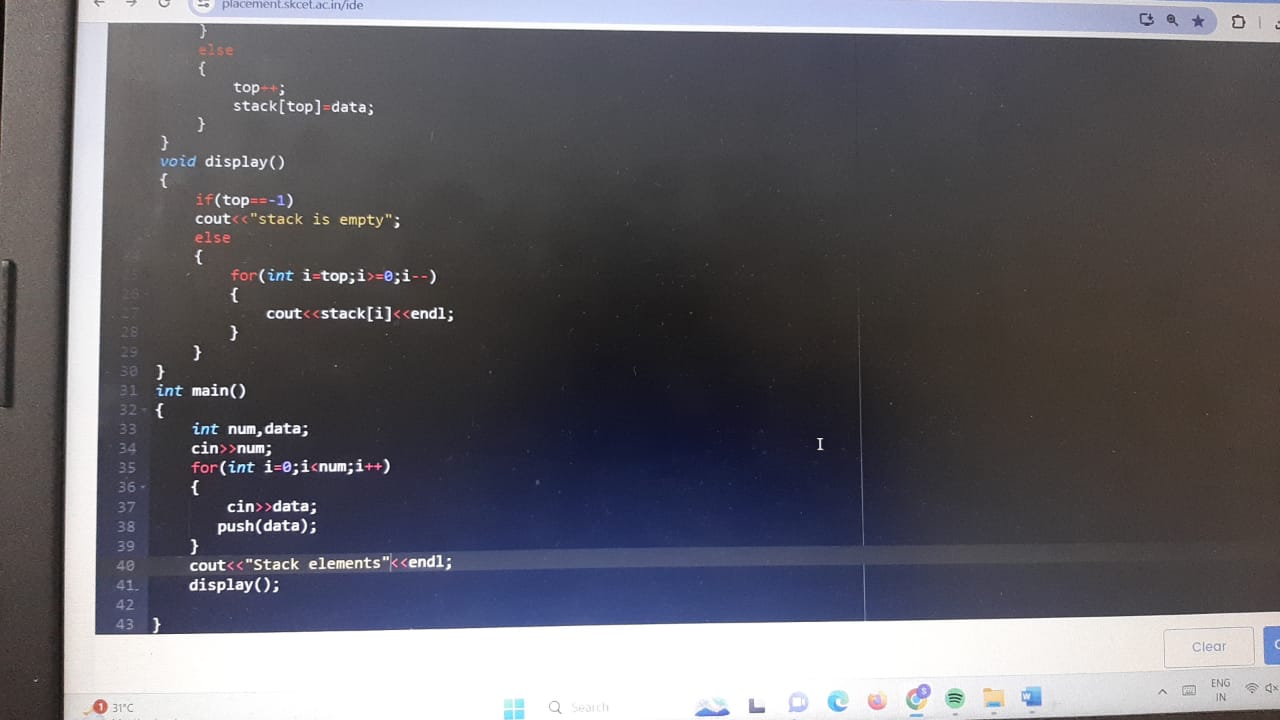 placement.skcet.ac.in/ide
}
else
{
top++;
stack[top]=data;
}
}
void display()
{
if(top==-1)
cout<<"stack is empty";
else
{
for(int i=top;i>=0;i--)
26 {
27 cout<<stack[i]<<endl;
28 }
29 }
30 }
31 int main()
32 {
33 int num,data;
34 cin>>num;
35 for(int i=0;i<num;i++)
36 {
37 cin>>data;
38 push(data);
39 }
40 cout<<"Stack elements"<<endl;
41 display();
42
43 }
Clear
1 31°C
Search
ENG
IN